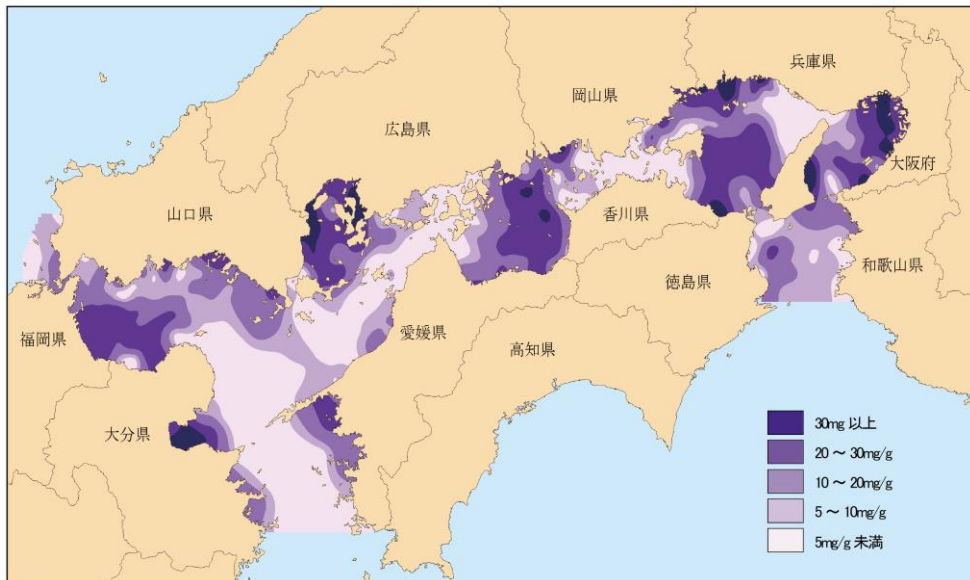 兵庫県
岡山県
広島県
大阪府
山口県
香川県
和歌山県
徳島県
愛媛県
福岡県
高知県
大分県
30mg 以上
20 ～ 30mg/g
10 ～ 20mg/g
5 ～ 10mg/g
5mg/g 未満